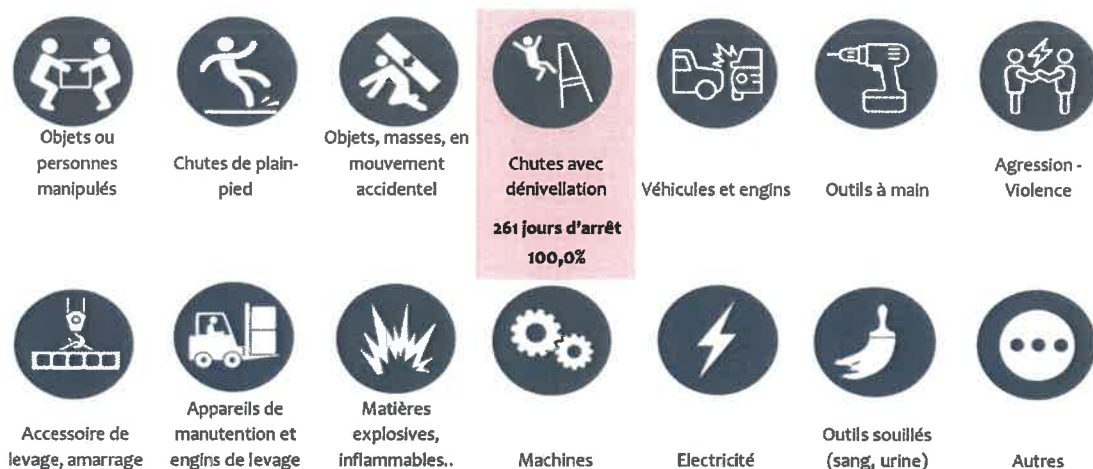 Objets ou
personnes
manipulés
Chutes de plain-
pied
Objets, masses, en
mouvement
accidentel
Chutes avec
dénivellation
261 jours d'arrêt
100,0%
Véhicules et engins
Outils à main
Agression -
Violence
Accessoire de
levage, amarrage
Appareils de
manutention et
engins de levage
Matières
explosives,
inflammables..
Machines
Electricité
Outils souillés
(sang, urine)
Autres